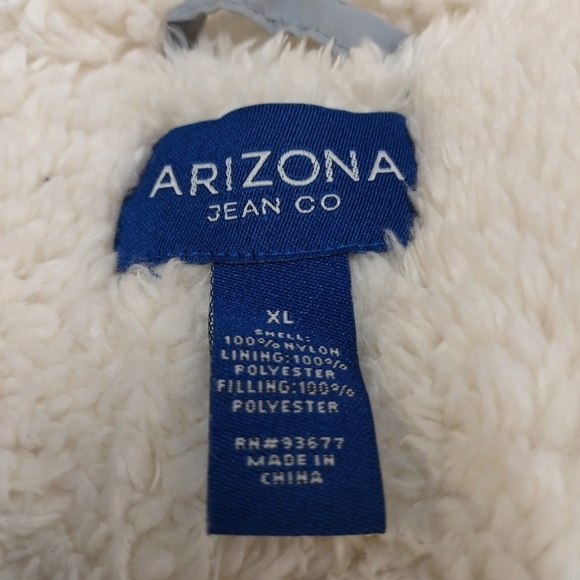 ARIZONA
JEAN CO
XL
SHELL:
100% NYLON
LINING:100%
POLYESTER
FILLING:100%
POLYESTER
RN#93677
MADE IN
CHINA